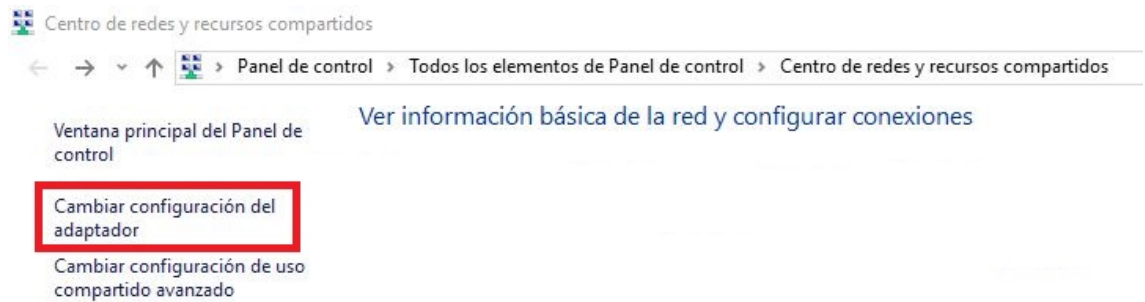 Centro de redes y recursos compartidos
Panel de control > Todos los elementos de Panel de control > Centro de redes y recursos compartidos
Ver información básica de la red y configurar conexiones
Ventana principal del Panel de
control
Cambiar configuración del
adaptador
Cambiar configuración de uso
compartido avanzado